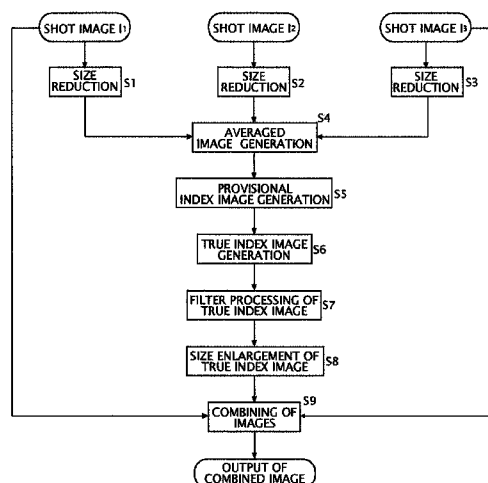 SHOT IMAGE I1
SHOT IMAGE I2
SHOT IMAGE I3
SIZE
REDUCTION
S1
SIZE
REDUCTION
S2
SIZE
REDUCTION
S3
S4
AVERAGED
IMAGE GENERATION
PROVISIONAL
INDEX IMAGE GENERATION
S5
TRUE INDEX IMAGE
GENERATION
S6
FILTER PROCESSING OF
TRUE INDEX IMAGE
S7
SIZE ENLARGEMENT OF
TRUE INDEX IMAGE
S8
S9
COMBINING OF
IMAGES
OUTPUT OF
COMBINED IMAGE